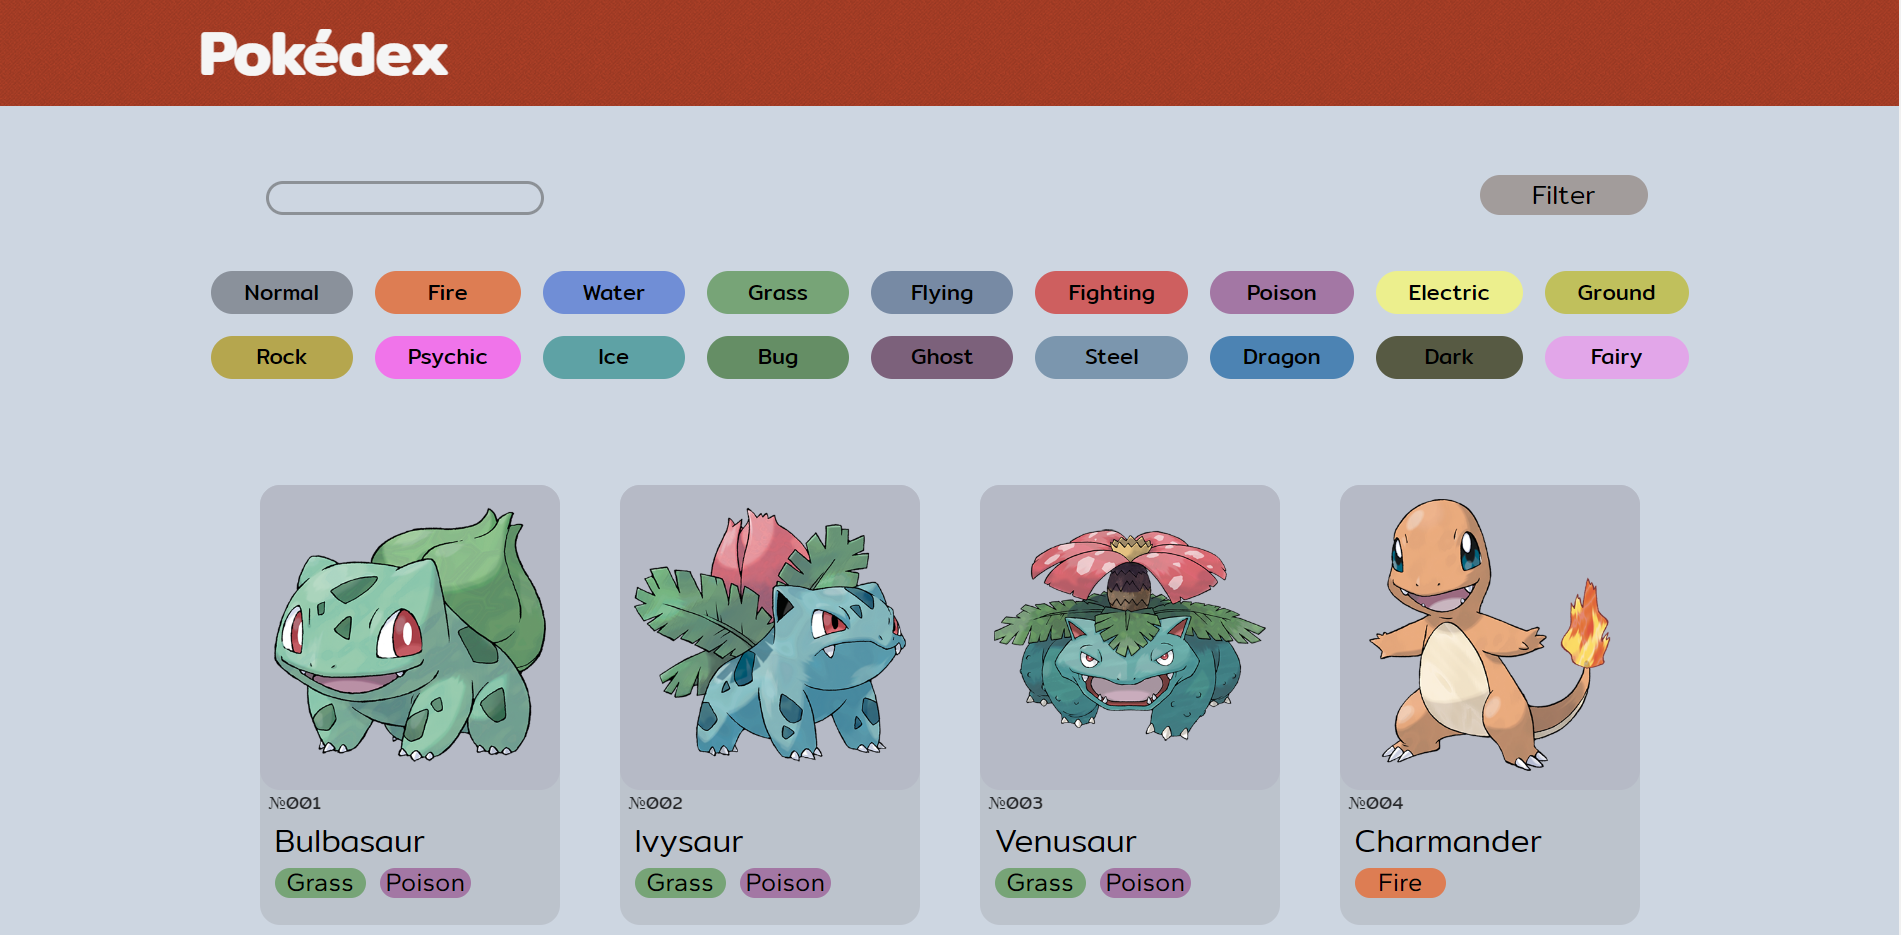 Pokédex
Filter
Normal Fire Water Grass Flying Fighting Poison Electric Ground
Rock Psychic Ice Bug Ghost Steel Dragon Dark Fairy
№001 №002 №003 №004
Bulbasaur Ivysaur Venusaur Charmander
Grass Poison Grass Poison Grass Poison Fire